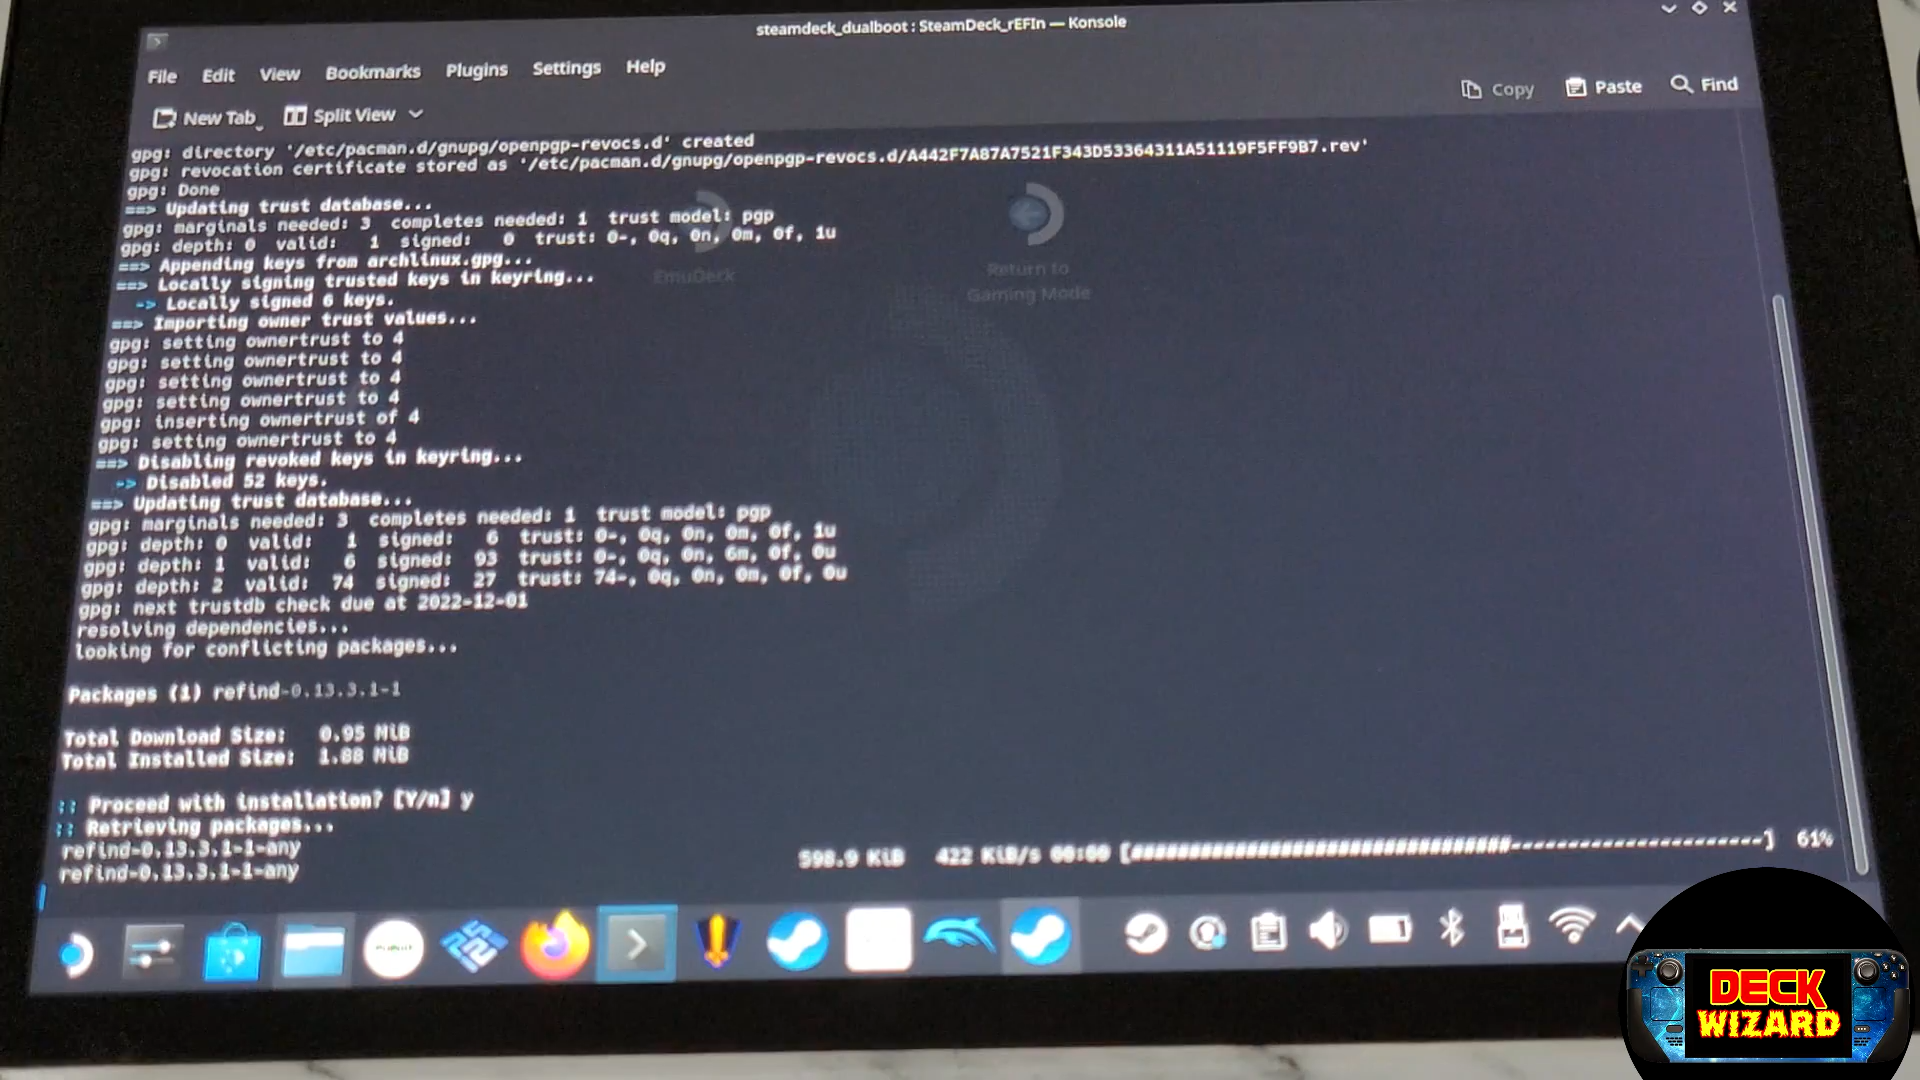 steamdeck_dualboot : SteamDeck_rEFIn — Konsole
File Edit View Bookmarks Plugins Settings Help
New Tab Split View Copy Paste Find
gpg: directory '/etc/pacman.d/gnupg/openpgp-revocs.d' created
gpg: revocation certificate stored as '/etc/pacman.d/gnupg/openpgp-revocs.d/A442F7A87A7521F343D53364311A51119F5FF9B7.rev'
gpg: Done
==> Updating trust database...
gpg: marginals needed: 3  completes needed: 1  trust model: pgp
gpg: depth: 0  valid:   1  signed:   0  trust: 0-, 0q, 0n, 0m, 0f, 1u
==> Appending keys from archlinux.gpg...
==> Locally signing trusted keys in keyring...
  -> Locally signed 6 keys.
==> Importing owner trust values...
gpg: setting ownertrust to 4
gpg: setting ownertrust to 4
gpg: setting ownertrust to 4
gpg: setting ownertrust to 4
gpg: inserting ownertrust of 4
gpg: setting ownertrust to 4
==> Disabling revoked keys in keyring...
  -> Disabled 52 keys.
==> Updating trust database...
gpg: marginals needed: 3  completes needed: 1  trust model: pgp
gpg: depth: 0  valid:   1  signed:   6  trust: 0-, 0q, 0n, 0m, 0f, 1u
gpg: depth: 1  valid:   6  signed:  93  trust: 0-, 0q, 0n, 6m, 0f, 0u
gpg: depth: 2  valid:  74  signed:  27  trust: 74-, 0q, 0n, 0m, 0f, 0u
gpg: next trustdb check due at 2022-12-01
resolving dependencies...
looking for conflicting packages...
Packages (1) refind-0.13.3.1-1
Total Download Size:   0.95 MiB
Total Installed Size:  1.88 MiB
:: Proceed with installation? [Y/n] y
:: Retrieving packages...
refind-0.13.3.1-1-any
refind-0.13.3.1-1-any 598.9 KiB 422 KiB/s 00:00 [#################################----------------------] 61%
EmuDeck
Return to
Gaming Mode
DECK
WIZARD